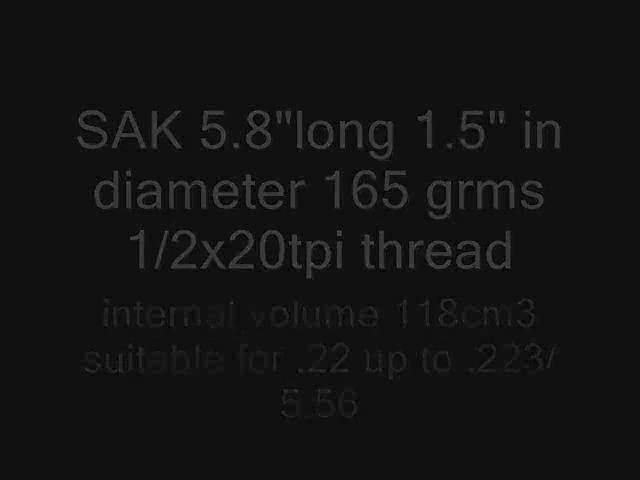 SAK 5.8"long 1.5" in
diameter 165 grms
1/2x20tpi thread
internal volume 118cm3
suitable for .22 up to .223/
5.56